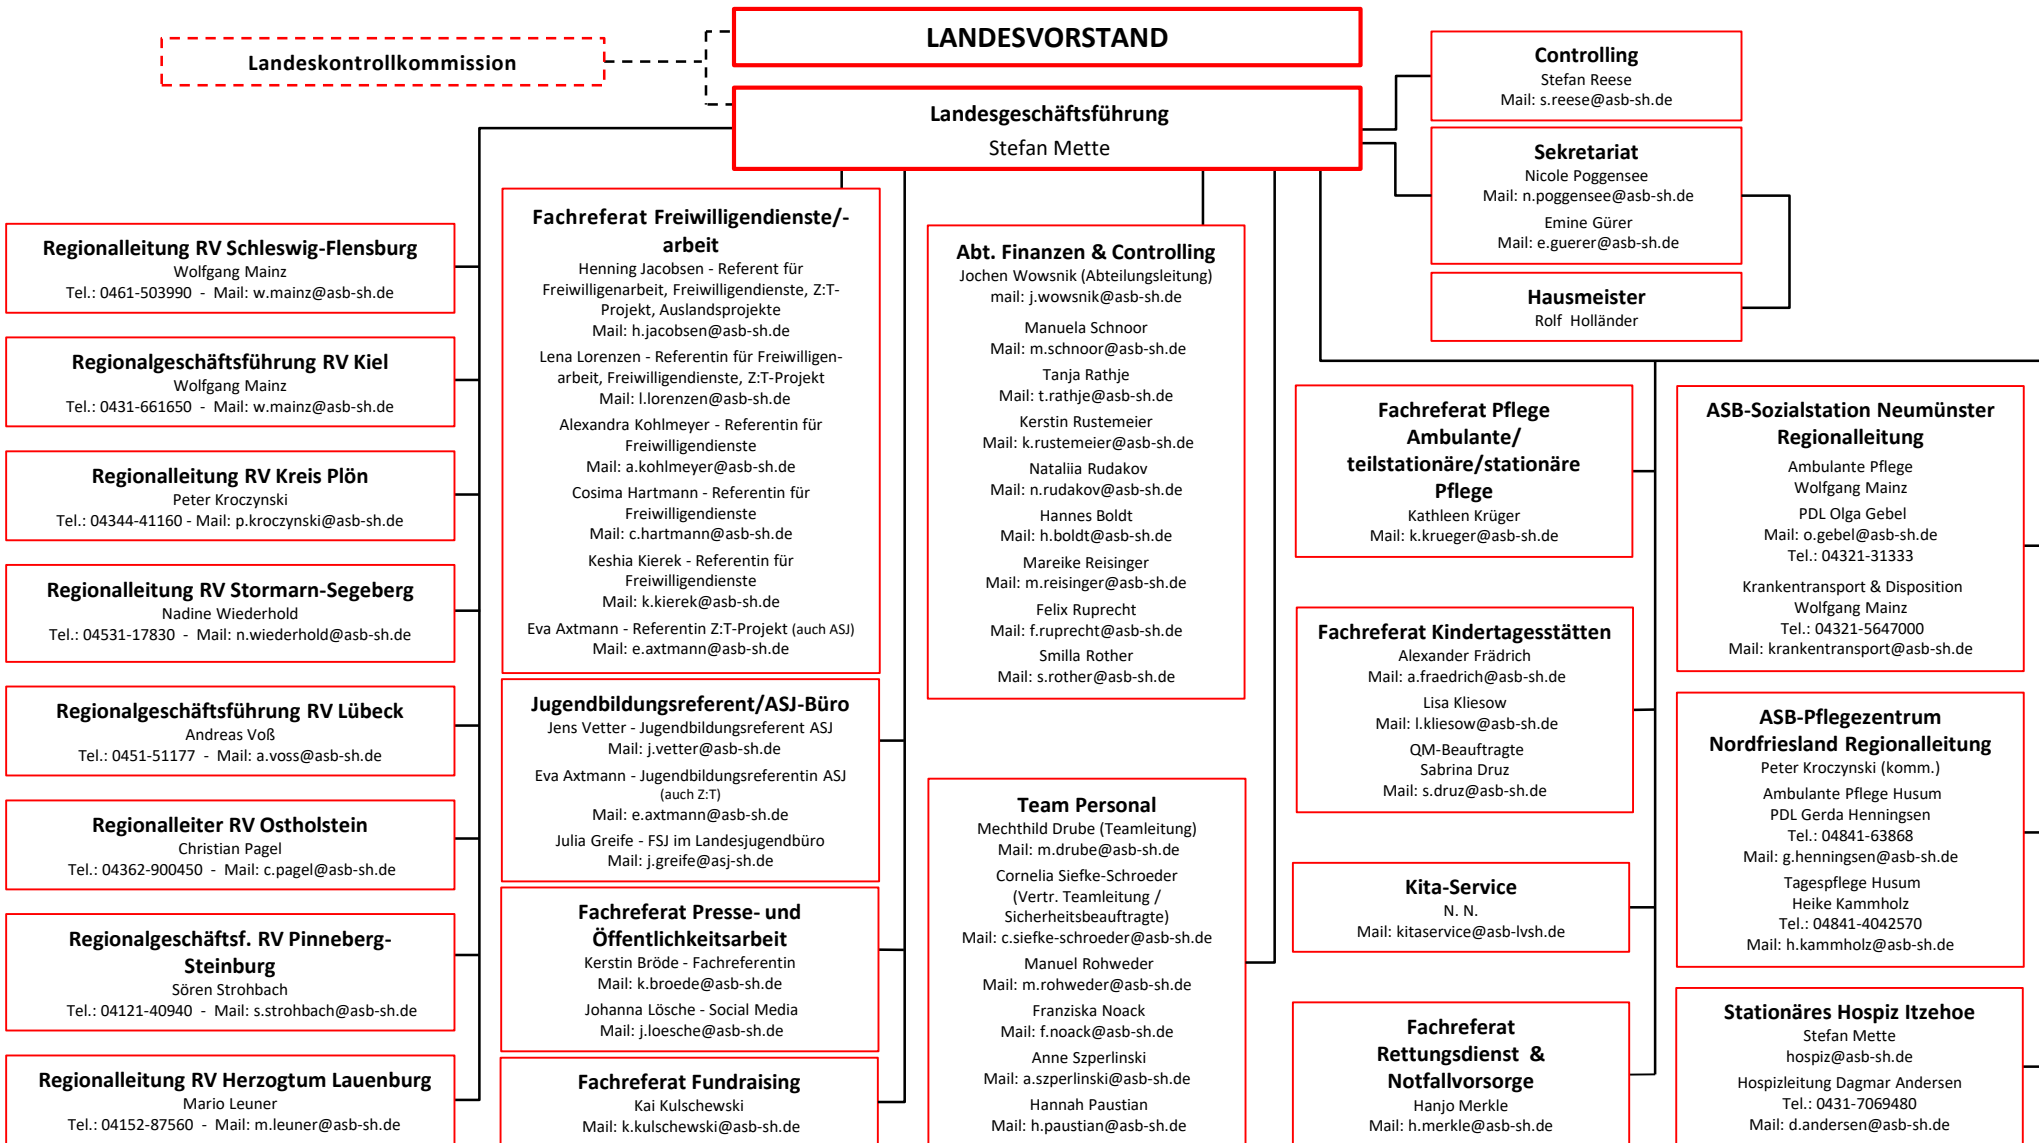 LANDESVORSTAND
Landeskontrollkommission
Landesgeschäftsführung
Stefan Mette
Controlling
Stefan Reese
Mail: s.reese@asb-sh.de
Sekretariat
Nicole Poggensee
Mail: n.poggensee@asb-sh.de
Emine Gürer
Mail: e.guerer@asb-sh.de
Hausmeister
Rolf Holländer
Regionalleitung RV Schleswig-Flensburg
Wolfgang Mainz
Tel.: 0461-503990 - Mail: w.mainz@asb-sh.de
Regionalgeschäftsführung RV Kiel
Wolfgang Mainz
Tel.: 0431-661650 - Mail: w.mainz@asb-sh.de
Regionalleitung RV Kreis Plön
Peter Kroczynski
Tel.: 04344-41160 - Mail: p.kroczynski@asb-sh.de
Regionalleitung RV Stormarn-Segeberg
Nadine Wiederhold
Tel.: 04531-17830 - Mail: n.wiederhold@asb-sh.de
Regionalgeschäftsführung RV Lübeck
Andreas Voß
Tel.: 0451-51177 - Mail: a.voss@asb-sh.de
Regionalleiter RV Ostholstein
Christian Pagel
Tel.: 04362-900450 - Mail: c.pagel@asb-sh.de
Regionalgeschäftsf. RV Pinneberg-
Steinburg
Sören Strohbach
Tel.: 04121-40940 - Mail: s.strohbach@asb-sh.de
Regionalleitung RV Herzogtum Lauenburg
Mario Leuner
Tel.: 04152-87560 - Mail: m.leuner@asb-sh.de
Fachreferat Freiwilligendienste/-
arbeit
Henning Jacobsen - Referent für
Freiwilligenarbeit, Freiwilligendienste, Z:T-
Projekt, Auslandsprojekte
Mail: h.jacobsen@asb-sh.de
Lena Lorenzen - Referentin für Freiwilligen-
arbeit, Freiwilligendienste, Z:T-Projekt
Mail: l.lorenzen@asb-sh.de
Alexandra Kohlmeyer - Referentin für
Freiwilligendienste
Mail: a.kohlmeyer@asb-sh.de
Cosima Hartmann - Referentin für
Freiwilligendienste
Mail: c.hartmann@asb-sh.de
Keshia Kierek - Referentin für
Freiwilligendienste
Mail: k.kierek@asb-sh.de
Eva Axtmann - Referentin Z:T-Projekt (auch ASJ)
Mail: e.axtmann@asb-sh.de
Jugendbildungsreferent/ASJ-Büro
Jens Vetter - Jugendbildungsreferent ASJ
Mail: j.vetter@asb-sh.de
Eva Axtmann - Jugendbildungsreferentin ASJ
(auch Z:T)
Mail: e.axtmann@asb-sh.de
Julia Greife - FSJ im Landesjugendbüro
Mail: j.greife@asj-sh.de
Fachreferat Presse- und
Öffentlichkeitsarbeit
Kerstin Bröde - Fachreferentin
Mail: k.broede@asb-sh.de
Johanna Lösche - Social Media
Mail: j.loesche@asb-sh.de
Fachreferat Fundraising
Kai Kulschewski
Mail: k.kulschewski@asb-sh.de
Abt. Finanzen & Controlling
Jochen Wowsnik (Abteilungsleitung)
mail: j.wowsnik@asb-sh.de
Manuela Schnoor
Mail: m.schnoor@asb-sh.de
Tanja Rathje
Mail: t.rathje@asb-sh.de
Kerstin Rustemeier
Mail: k.rustemeier@asb-sh.de
Nataliia Rudakov
Mail: n.rudakov@asb-sh.de
Hannes Boldt
Mail: h.boldt@asb-sh.de
Mareike Reisinger
Mail: m.reisinger@asb-sh.de
Felix Ruprecht
Mail: f.ruprecht@asb-sh.de
Smilla Rother
Mail: s.rother@asb-sh.de
Team Personal
Mechthild Drube (Teamleitung)
Mail: m.drube@asb-sh.de
Cornelia Siefke-Schroeder
(Vertr. Teamleitung /
Sicherheitsbeauftragte)
Mail: c.siefke-schroeder@asb-sh.de
Manuel Rohweder
Mail: m.rohweder@asb-sh.de
Franziska Noack
Mail: f.noack@asb-sh.de
Anne Szperlinski
Mail: a.szperlinski@asb-sh.de
Hannah Paustian
Mail: h.paustian@asb-sh.de
Fachreferat Pflege
Ambulante/
teilstationäre/stationäre
Pflege
Kathleen Krüger
Mail: k.krueger@asb-sh.de
Fachreferat Kindertagesstätten
Alexander Frädrich
Mail: a.fraedrich@asb-sh.de
Lisa Kliesow
Mail: l.kliesow@asb-sh.de
QM-Beauftragte
Sabrina Druz
Mail: s.druz@asb-sh.de
Kita-Service
N. N.
Mail: kitaservice@asb-lvsh.de
Fachreferat
Rettungsdienst &
Notfallvorsorge
Hanjo Merkle
Mail: h.merkle@asb-sh.de
ASB-Sozialstation Neumünster
Regionalleitung
Ambulante Pflege
Wolfgang Mainz
PDL Olga Gebel
Mail: o.gebel@asb-sh.de
Tel.: 04321-31333
Krankentransport & Disposition
Wolfgang Mainz
Tel.: 04321-5647000
Mail: krankentransport@asb-sh.de
ASB-Pflegezentrum
Nordfriesland Regionalleitung
Peter Kroczynski (komm.)
Ambulante Pflege Husum
PDL Gerda Henningsen
Tel.: 04841-63868
Mail: g.henningsen@asb-sh.de
Tagespflege Husum
Heike Kammholz
Tel.: 04841-4042570
Mail: h.kammholz@asb-sh.de
Stationäres Hospiz Itzehoe
Stefan Mette
hospiz@asb-sh.de
Hospizleitung Dagmar Andersen
Tel.: 0431-7069480
Mail: d.andersen@asb-sh.de